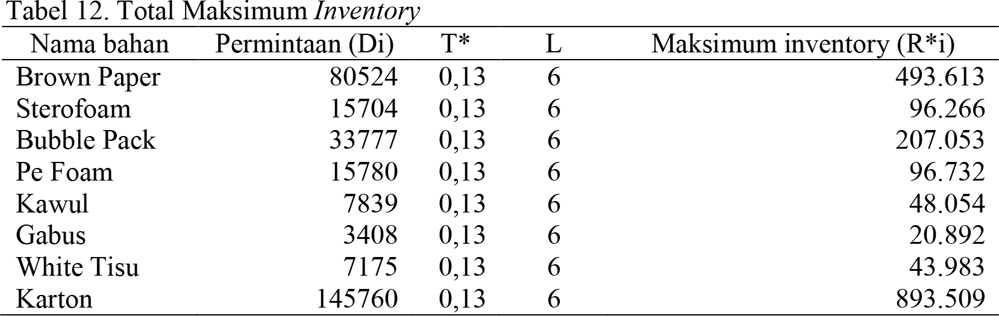 Tabel 12. Total Maksimum Inventory
Nama bahan Permintaan (Di) T* L Maksimum inventory (R*i)
Brown Paper 80524 0,13 6 493.613
Sterofoam 15704 0,13 6 96.266
Bubble Pack 33777 0,13 6 207.053
Pe Foam 15780 0,13 6 96.732
Kawul 7839 0,13 6 48.054
Gabus 3408 0,13 6 20.892
White Tisu 7175 0,13 6 43.983
Karton 145760 0,13 6 893.509